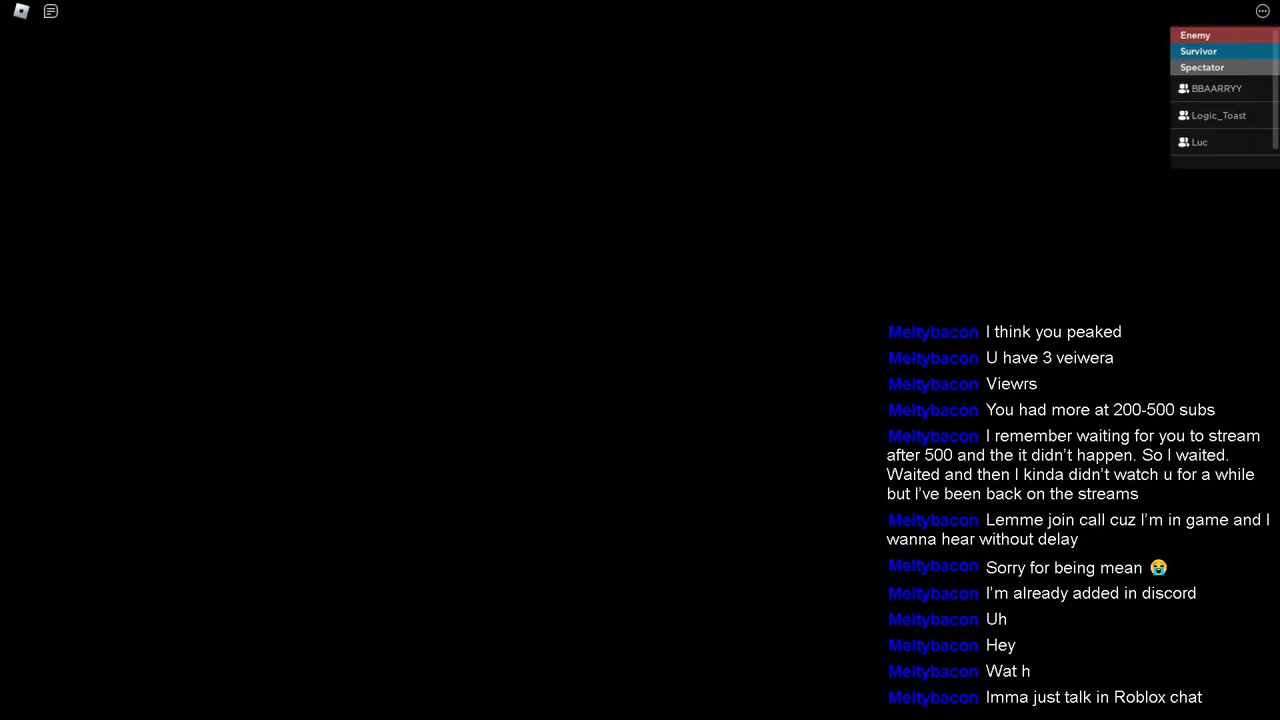 Enemy
Survivor
Spectator
BBAARRYY
Logic_Toast
Luc
Meltybacon I think you peaked
Meltybacon U have 3 veiwera
Meltybacon Viewrs
Meltybacon You had more at 200-500 subs
Meltybacon I remember waiting for you to stream
after 500 and the it didn’t happen. So I waited.
Waited and then I kinda didn’t watch u for a while
but I’ve been back on the streams
Meltybacon Lemme join call cuz I’m in game and I
wanna hear without delay
Meltybacon Sorry for being mean 😭
Meltybacon I’m already added in discord
Meltybacon Uh
Meltybacon Hey
Meltybacon Wat h
Meltybacon Imma just talk in Roblox chat